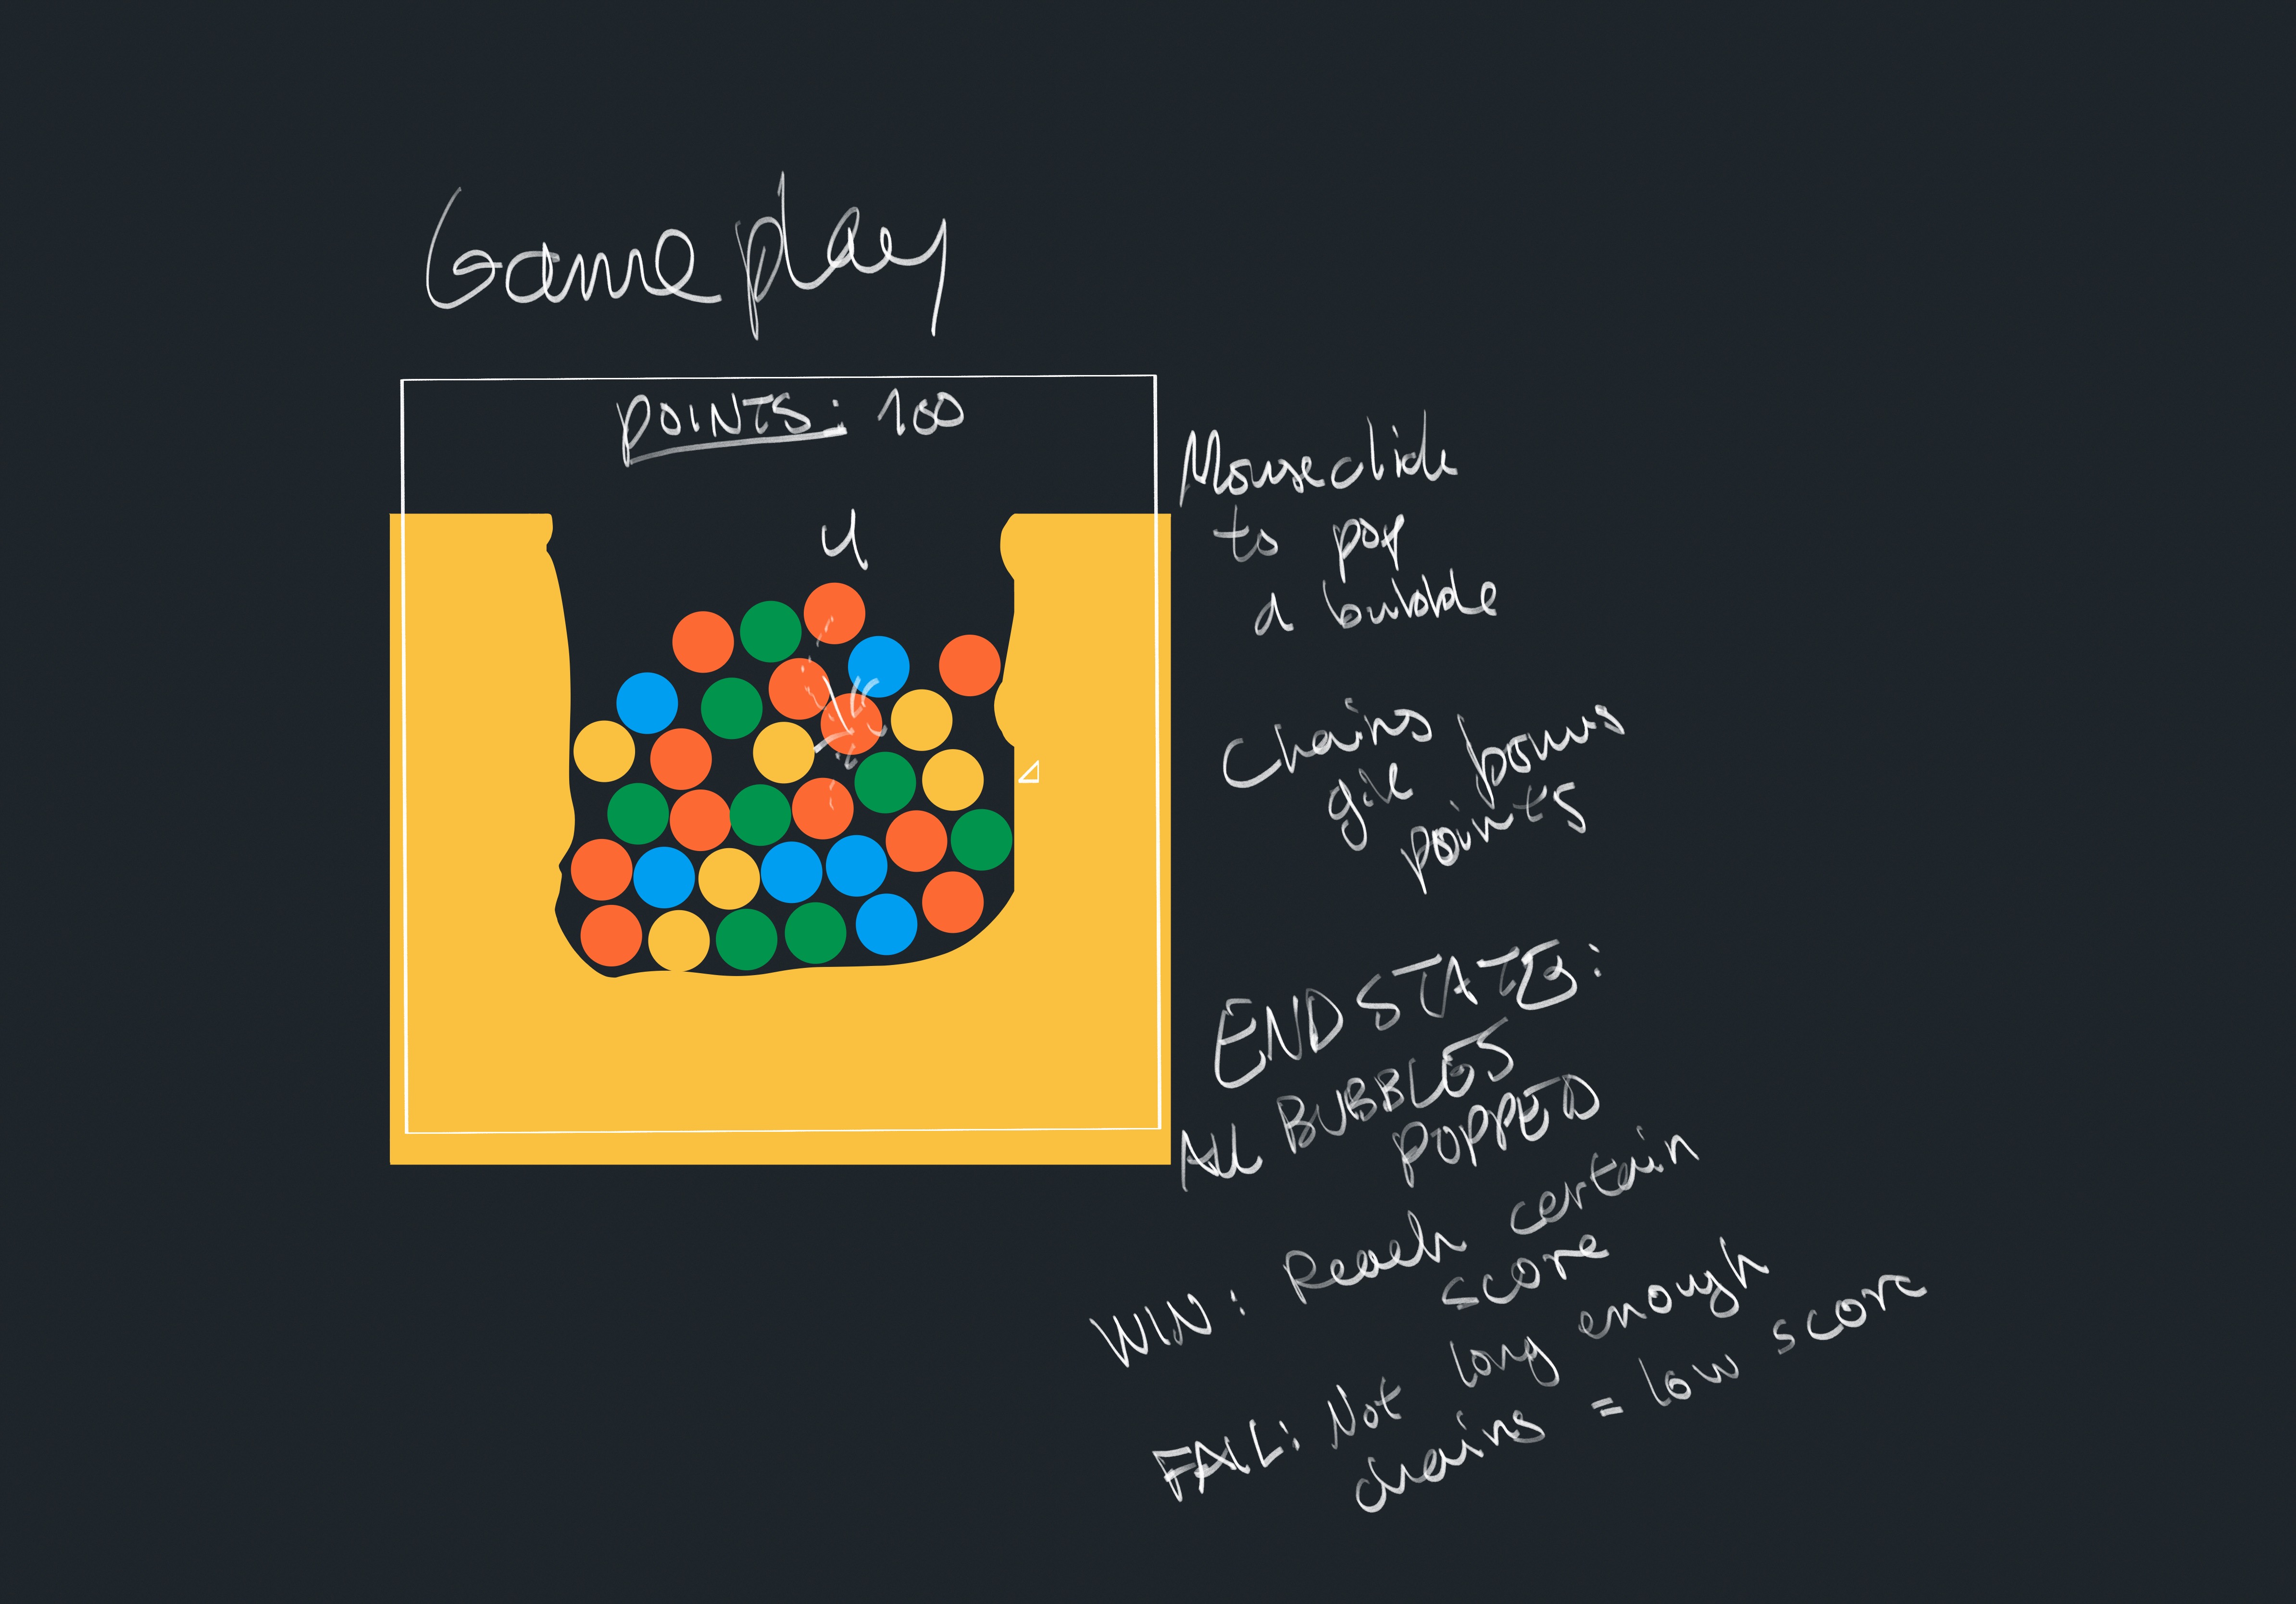 Gameplay
POINTS: 100
Mouseclick
to pop
a bubble
Chains
give bonus
points
END STATES:
ALL BUBBLES
POPPED
WIN: Reach certain
score
FAIL: Not long enough
chains = low score